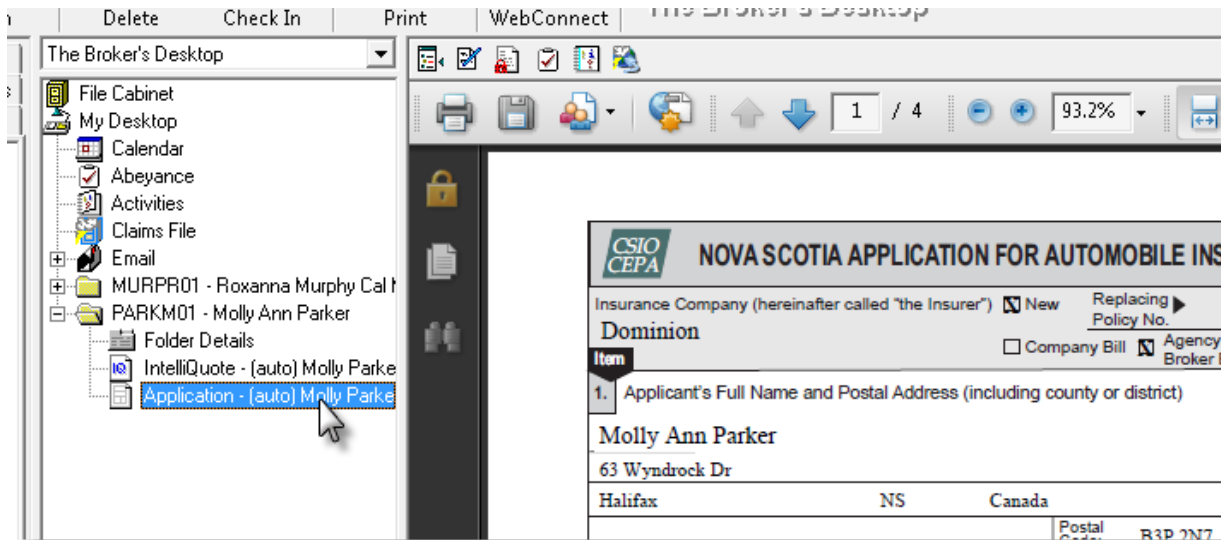 Delete Check In Print WebConnect The Broker's Desktop
The Broker's Desktop
File Cabinet
My Desktop
Calendar
Abeyance
Activities
Claims File
Email
MURPR01 - Roxanna Murphy Cal
PARKM01 - Molly Ann Parker
Folder Details
IntelliQuote - (auto) Molly Parke
Application - (auto) Molly Parke
1 / 4 93.2%
CSIO
CEPA
NOVA SCOTIA APPLICATION FOR AUTOMOBILE INS
Insurance Company (hereinafter called "the Insurer") New Replacing
Policy No.
Dominion
Company Bill Agency
Broker
Item
1. Applicant's Full Name and Postal Address (including county or district)
Molly Ann Parker
63 Wyndrock Dr
Halifax NS Canada
Postal
Code: B3P 2N7